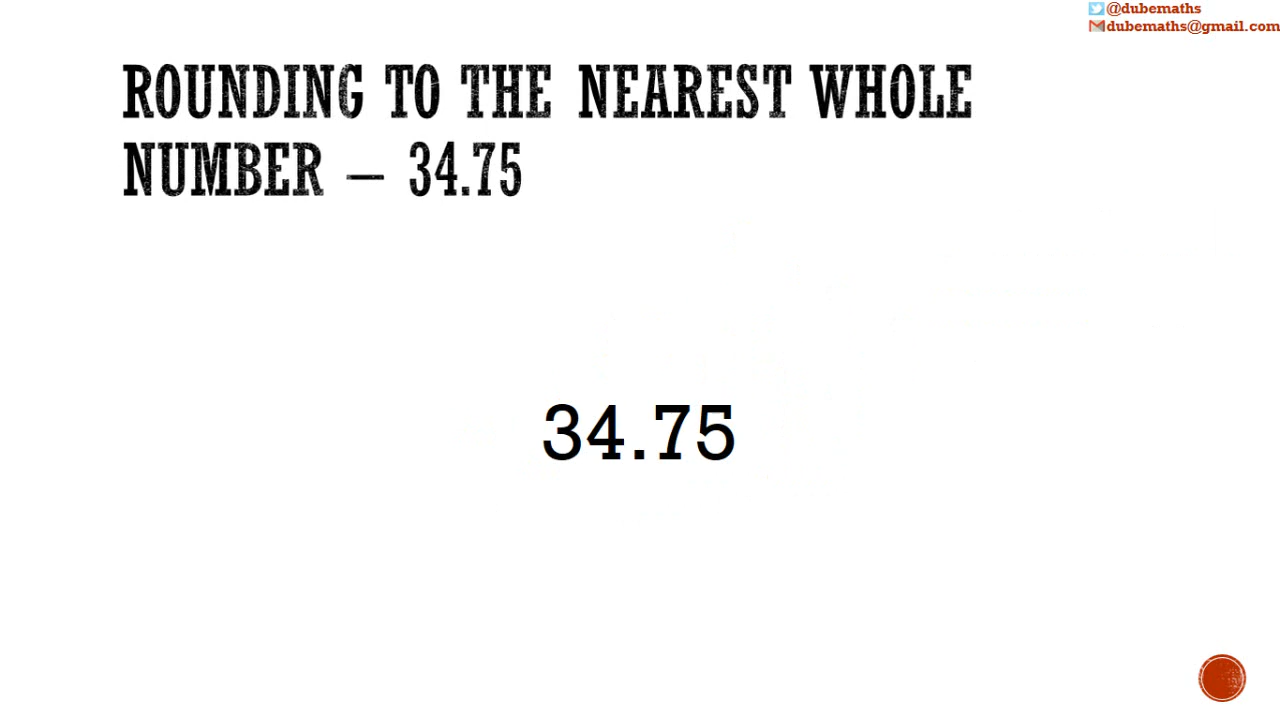 @dubemaths
dubemaths@gmail.com
ROUNDING TO THE NEAREST WHOLE
NUMBER – 34.75
34.75